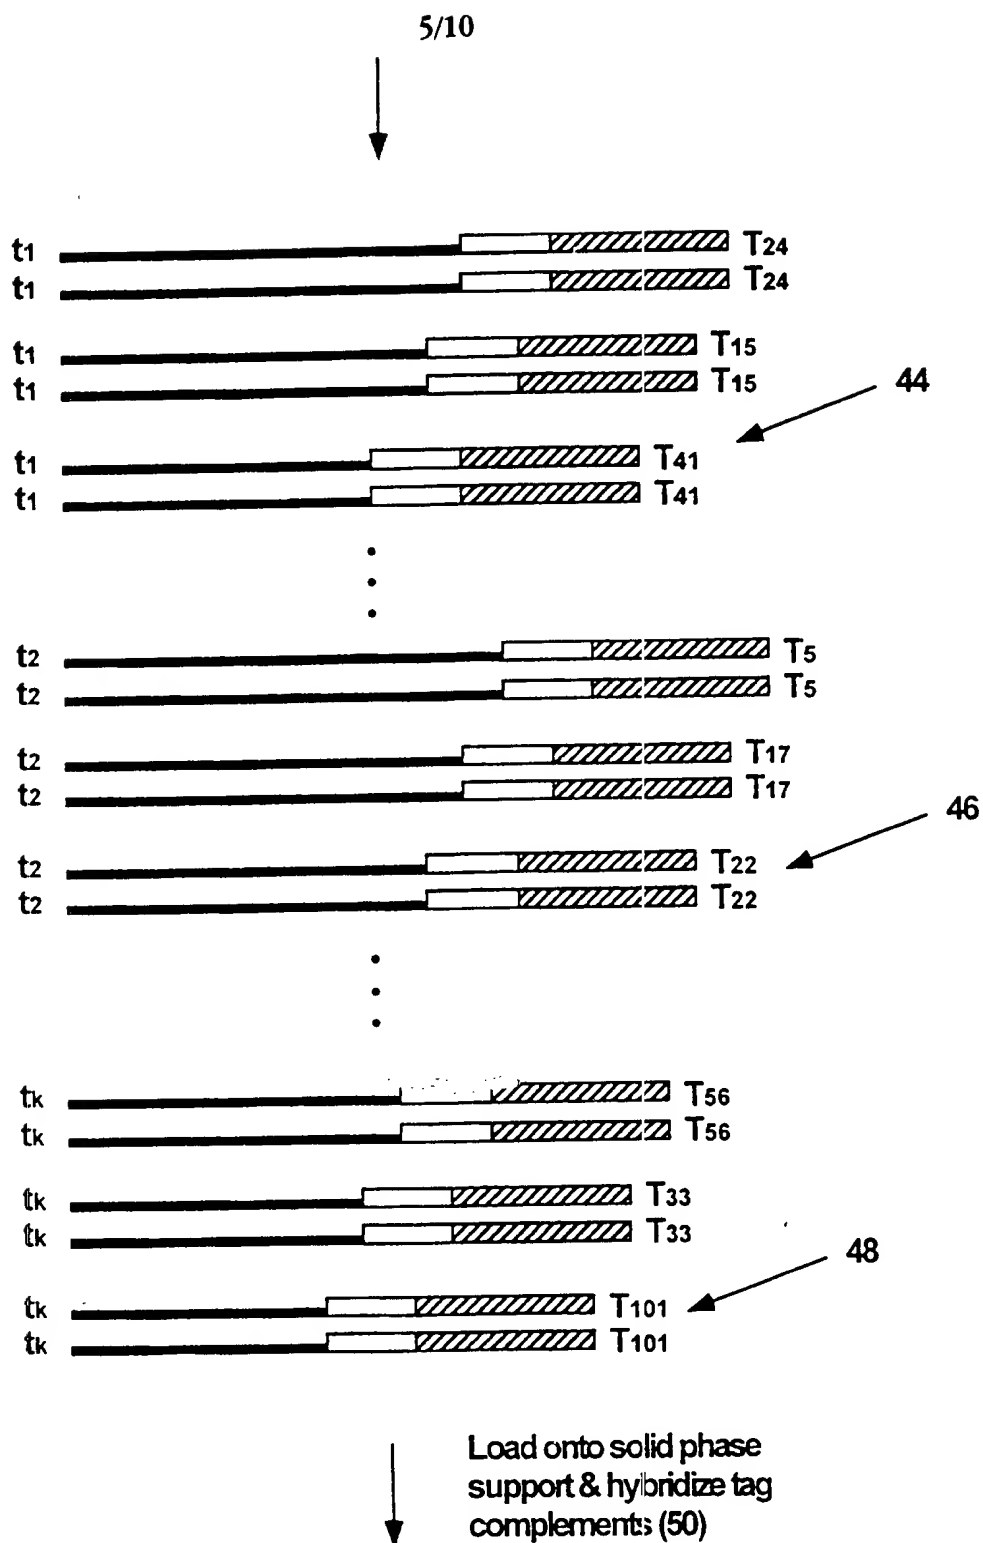 5/10
t1 T24
t1 T24
t1 T15
t1 T15
44
t1 T41
t1 T41
t2 T5
t2 T5
t2 T17
t2 T17
46
t2 T22
t2 T22
tk T56
tk T56
tk T33
tk T33
48
tk T101
tk T101
Load onto solid phase
support & hybridize tag
complements (50)